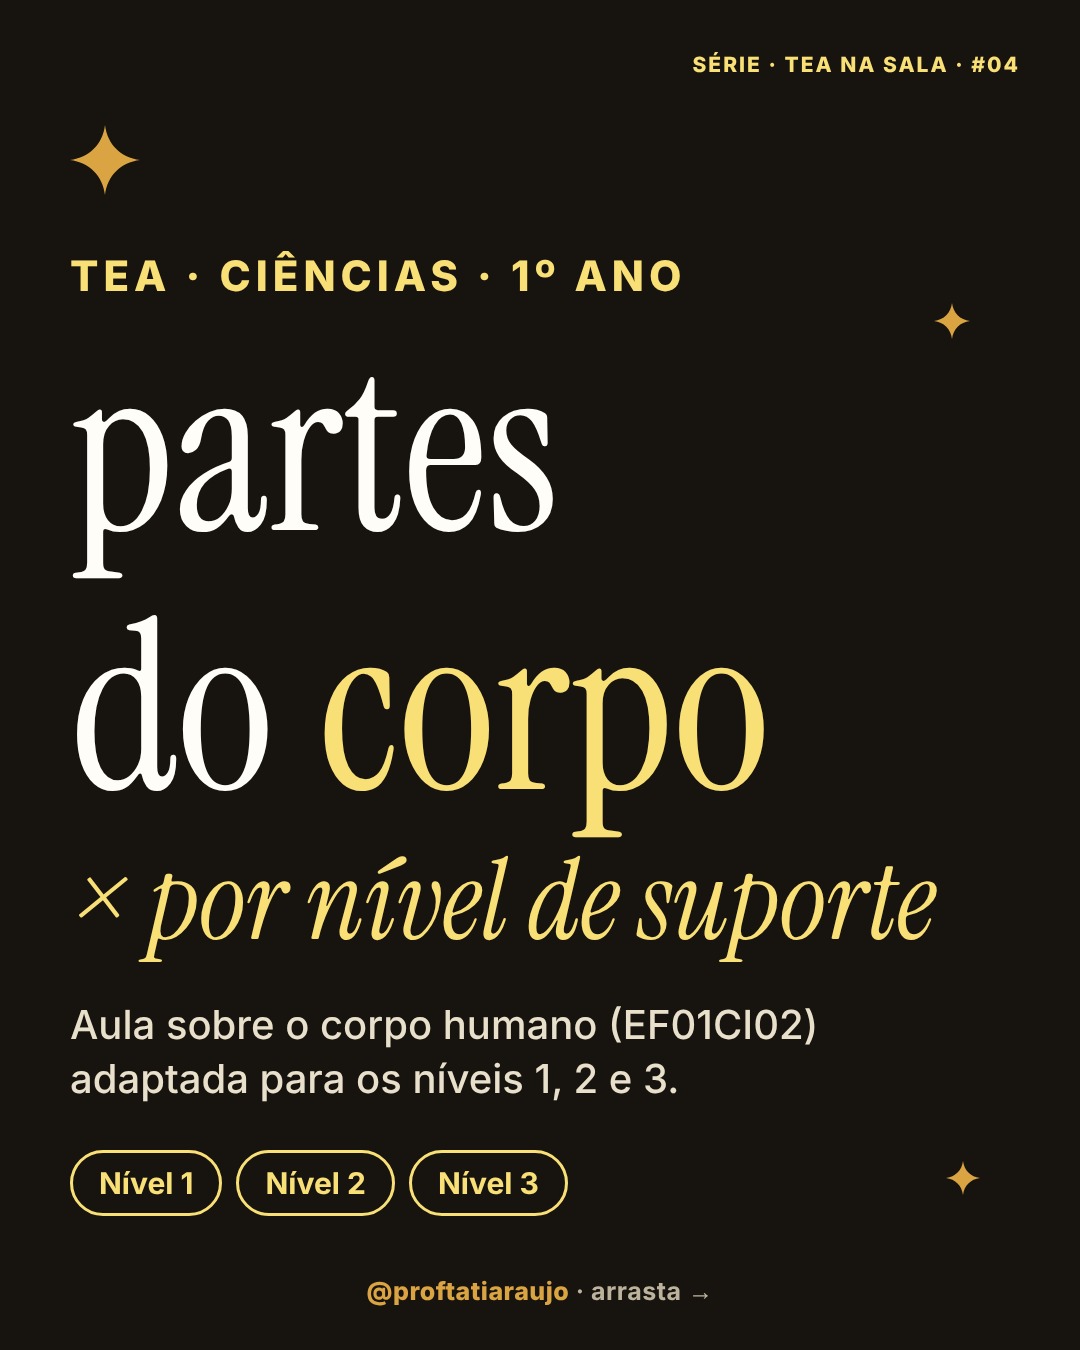 SÉRIE · TEA NA SALA · #04
TEA · CIÊNCIAS · 1º ANO
partes
do corpo
× por nível de suporte
Aula sobre o corpo humano (EF01CI02)
adaptada para os níveis 1, 2 e 3.
Nível 1 Nível 2 Nível 3
@proftatiaraujo · arrasta →